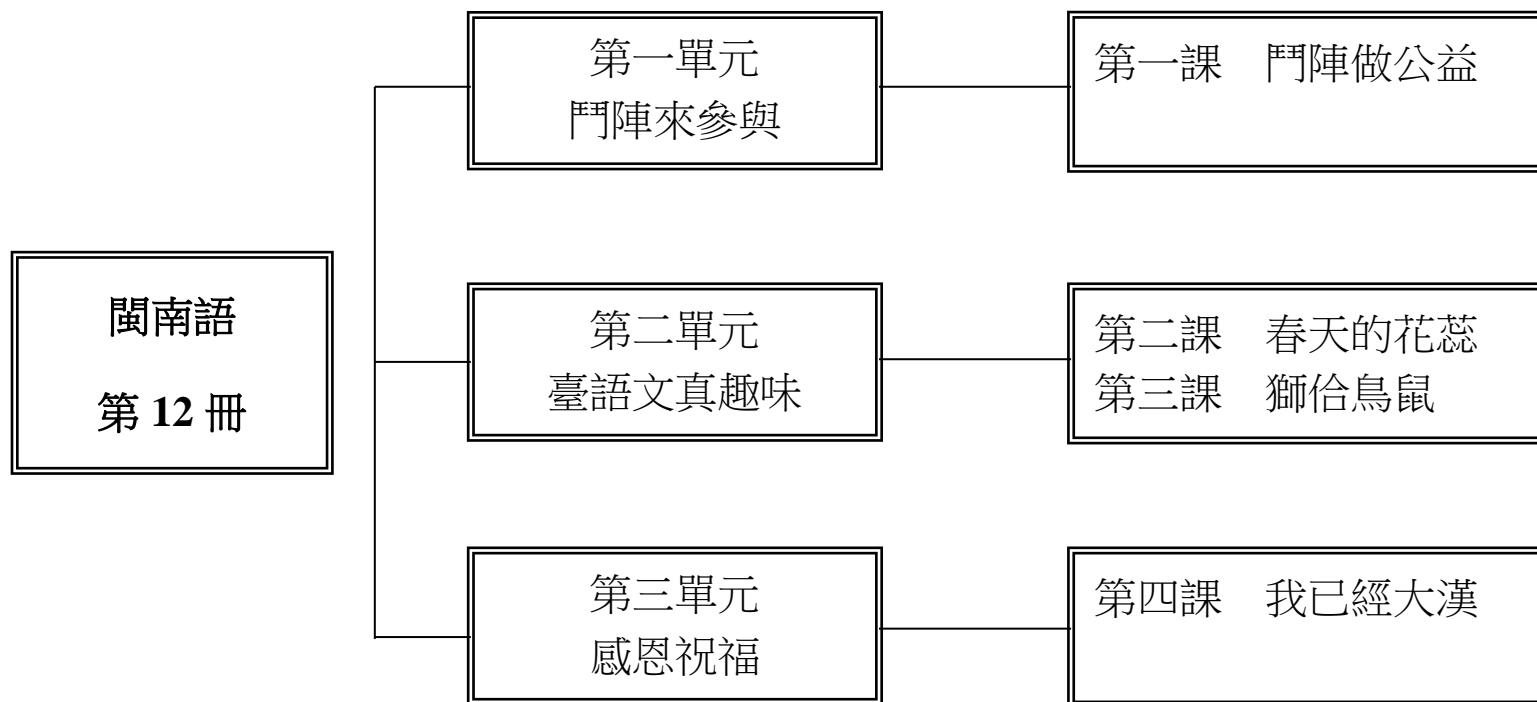 閩南語
第 12 冊
第一單元
鬥陣來參與
第一課　鬥陣做公益
第二單元
臺語文真趣味
第二課　春天的花蕊
第三課　獅佮鳥鼠
第三單元
感恩祝福
第四課　我已經大漢